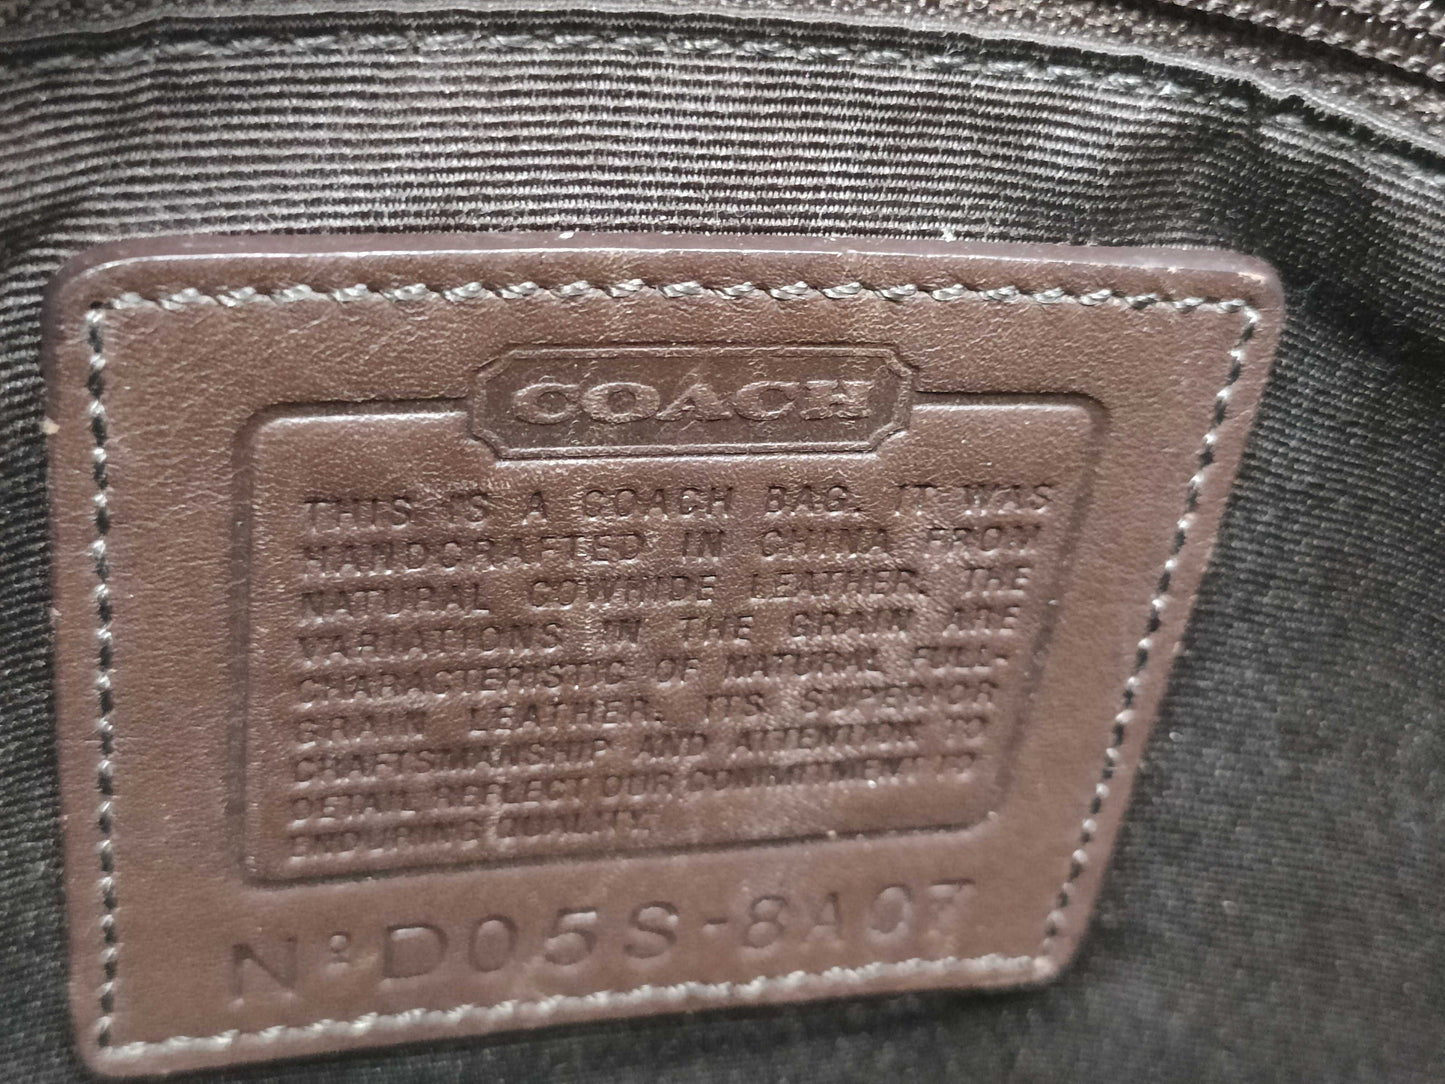 COACH
THIS IS A COACH BAG. IT WAS
HANDCRAFTED IN CHINA FROM
NATURAL COWHIDE LEATHER. THE
VARIATIONS IN THE GRAIN ARE
CHARACTERISTIC OF NATURAL FULL-
GRAIN LEATHER. ITS SUPERIOR
CRAFTSMANSHIP AND ATTENTION TO
DETAIL REFLECT OUR COMMITMENT TO
ENDURING QUALITY.
Nº D05S-8A07